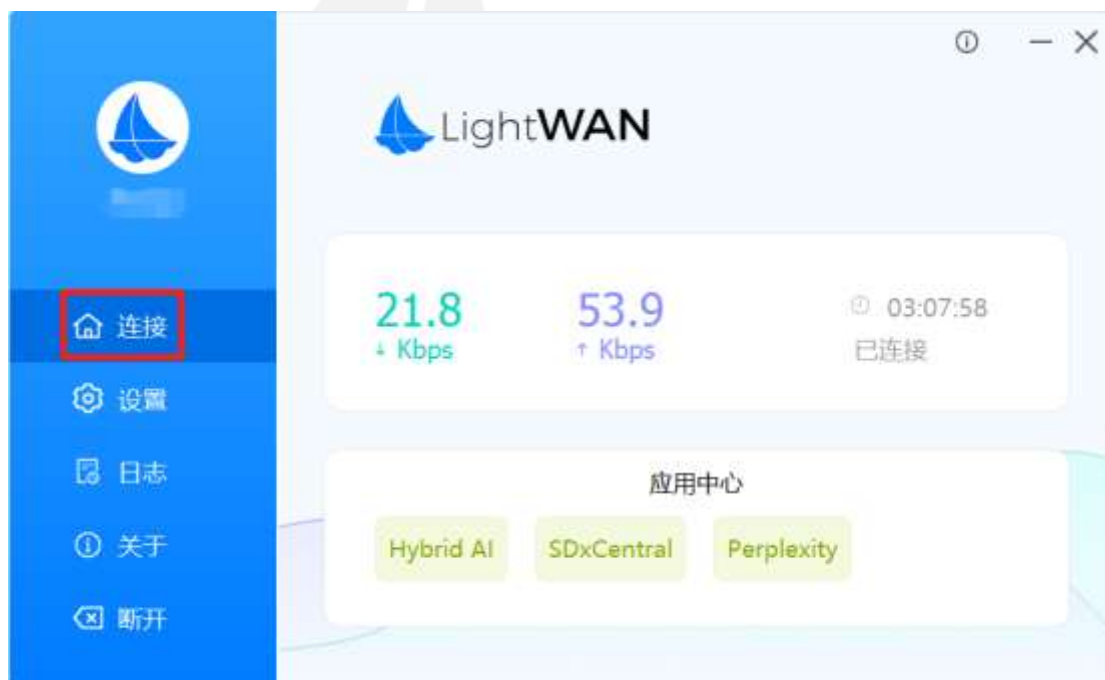 LightWAN
连接
设置
日志
关于
断开
21.8
↓ Kbps
53.9
↑ Kbps
03:07:58
已连接
应用中心
Hybrid AI
SDxCentral
Perplexity